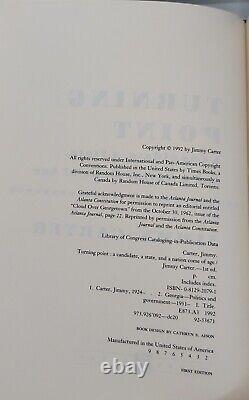 Copyright © 1992 by Jimmy Carter
All rights reserved under International and Pan-American Copyright
Conventions. Published in the United States by Times Books, a
division of Random House, Inc., New York, and simultaneously in
Canada by Random House of Canada Limited, Toronto.
Grateful acknowledgment is made to the Atlanta Journal and the
Atlanta Constitution for permission to reprint an editorial entitled
"Cloud Over Georgetown" from the October 30, 1962, issue of the
Atlanta Journal, page 22. Reprinted by permission from the Atlanta
Journal and the Atlanta Constitution.
Library of Congress Cataloging-in-Publication Data
Carter, Jimmy.
Turning point : a candidate, a state, and a nation come of age /
Jimmy Carter.—1st ed.
p. cm.
Includes index.
ISBN: 0-8129-2079-1
1. Carter, Jimmy, 1924- . 2. Georgia—Politics and
government—1951- I. Title.
E873.A3 1992
973.926'092—dc20 92-53671
BOOK DESIGN BY CATHRYN S. AISON
Manufactured in the United States of America
9 8 7 6 5 4 3 2
FIRST EDITION
© 1st-Glass.com